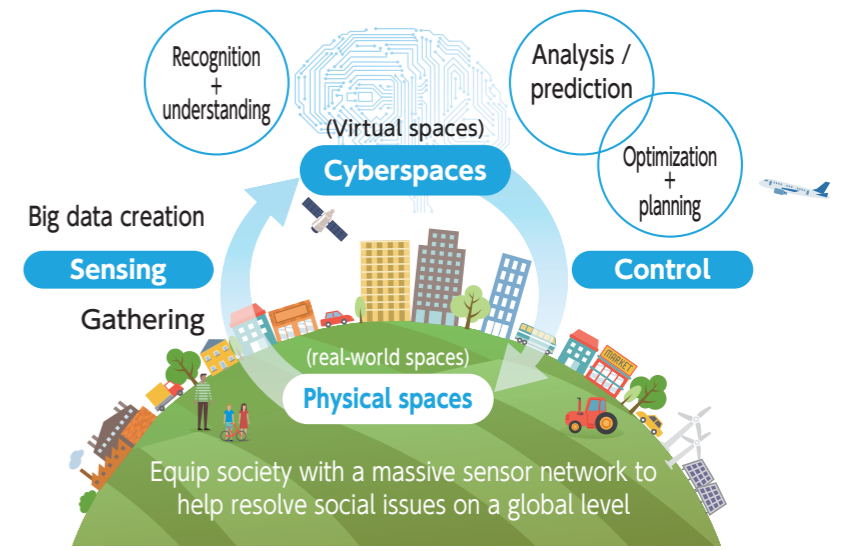 Recognition
+
understanding
Analysis /
prediction
Optimization
+
planning
(Virtual spaces)
Cyberspaces
Big data creation
Sensing
Gathering
Control
MARKET
(real-world spaces)
Physical spaces
Equip society with a massive sensor network to
help resolve social issues on a global level